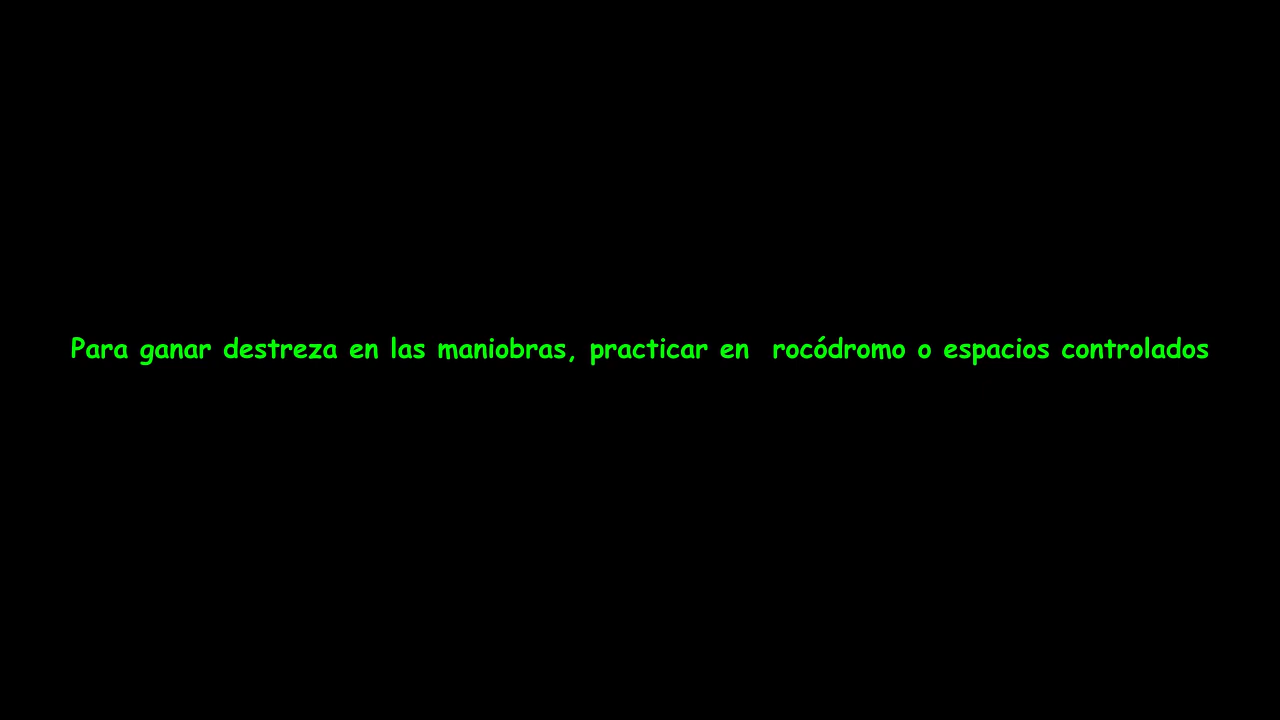 Para ganar destreza en las maniobras, practicar en  rocódromo o espacios controlados